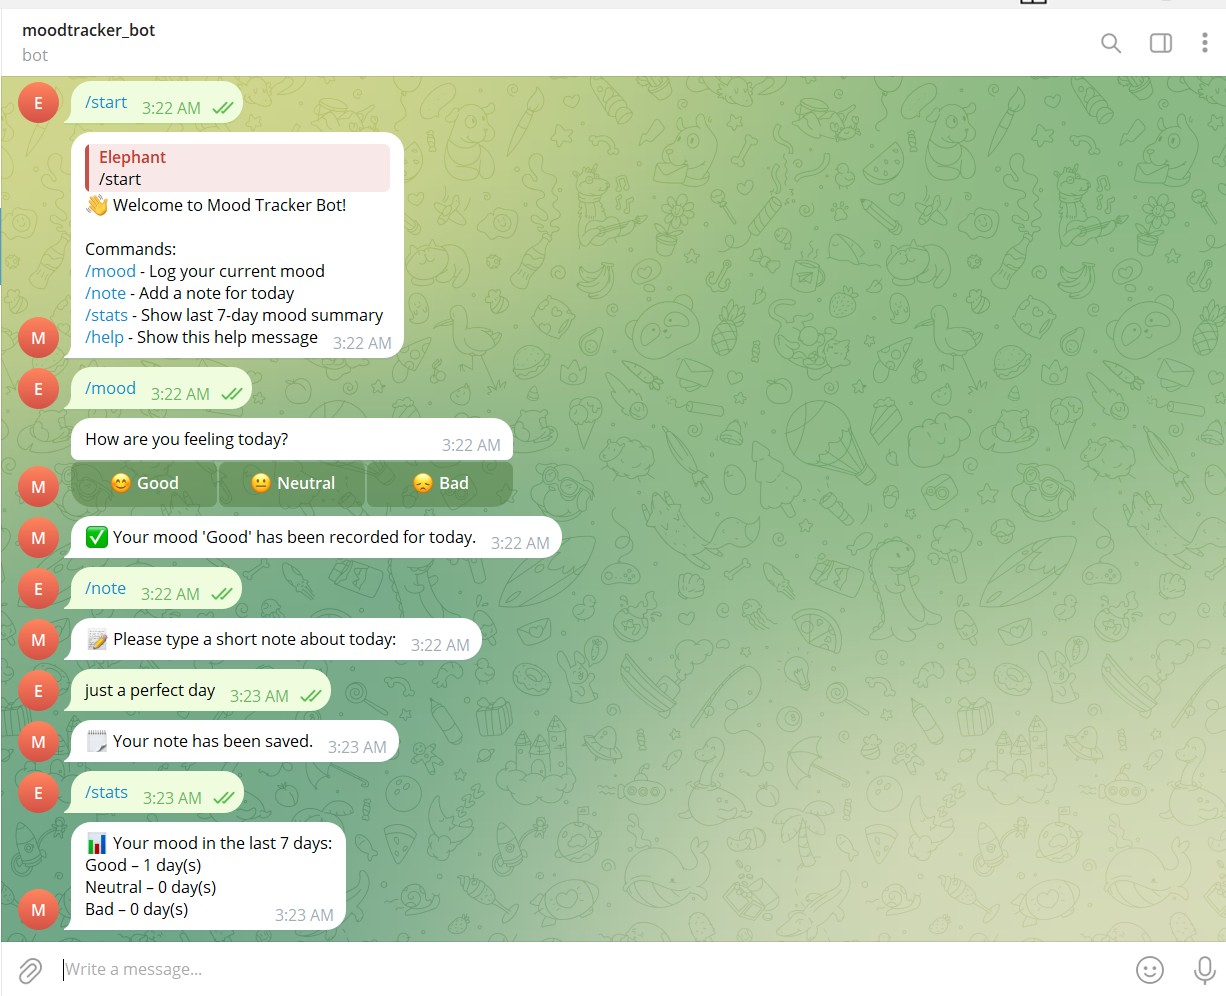 moodtracker_bot
bot
E
/start 3:22 AM
Elephant
/start
👋 Welcome to Mood Tracker Bot!
Commands:
/mood - Log your current mood
/note - Add a note for today
/stats - Show last 7-day mood summary
/help - Show this help message 3:22 AM
M
E
/mood 3:22 AM
How are you feeling today? 3:22 AM
M
😊 Good 😐 Neutral 😞 Bad
M
✅ Your mood 'Good' has been recorded for today. 3:22 AM
E
/note 3:22 AM
M
📝 Please type a short note about today: 3:22 AM
E
just a perfect day 3:23 AM
M
🗒️ Your note has been saved. 3:23 AM
E
/stats 3:23 AM
📊 Your mood in the last 7 days:
Good – 1 day(s)
Neutral – 0 day(s)
Bad – 0 day(s) 3:23 AM
M
Write a message...